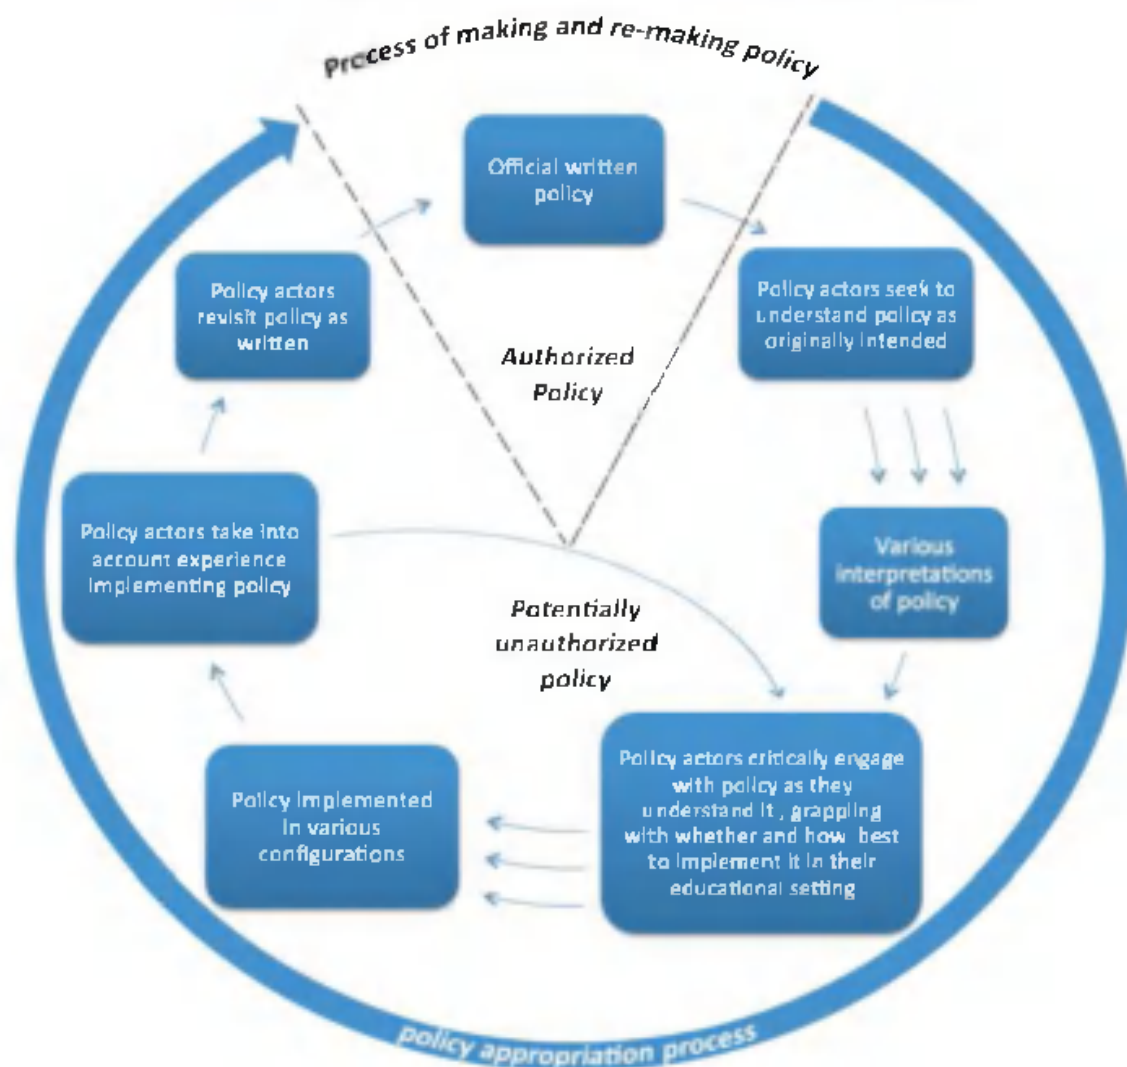 Process of making and re-making policy
Official written
policy
Policy actors seek to
understand policy as
originally intended
Policy actors
revisit policy as
written
Authorized
Policy
Policy actors take into
account experience
implementing policy
Various
interpretations
of policy
Potentially
unauthorized
policy
Policy actors critically engage
with policy as they
understand it , grappling
with whether and how best
to implement it in their
educational setting
Policy implemented
in various
configurations
policy appropriation process